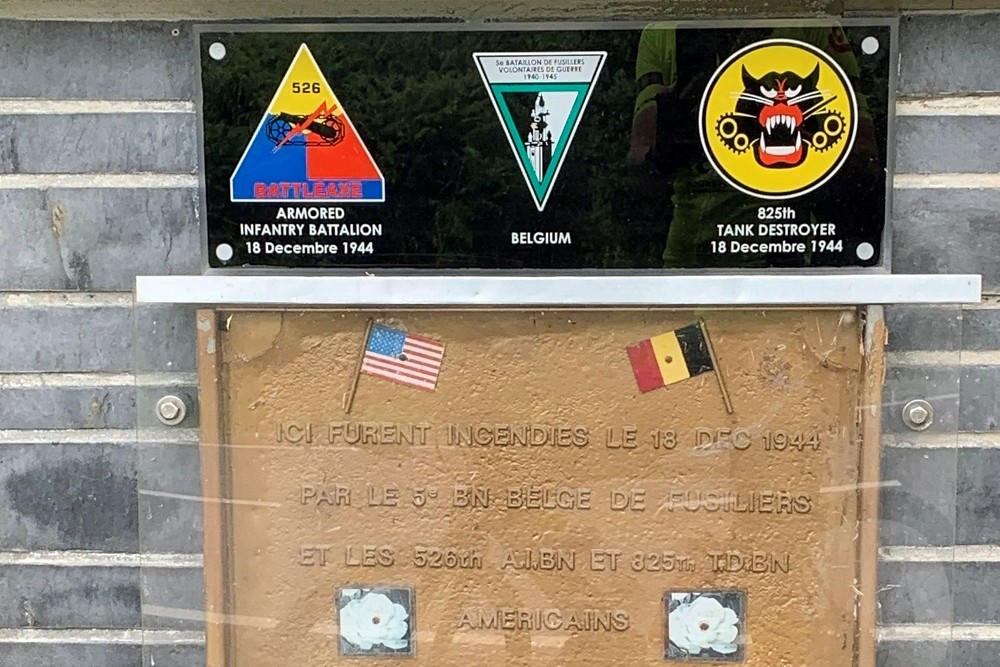 526
BATTLEAXE
ARMORED
INFANTRY BATTALION
18 Decembre 1944
5e BATAILLON DE FUSILLERS
VOLONTAIRES DE GUERRE
1940-1945
BELGIUM
825th
TANK DESTROYER
18 Decembre 1944
ICI FURENT INCENDIES LE 18 DEC 1944
PAR LE 5e BN BELGE DE FUSILIERS
ET LES 526th A.I.BN ET 825TH T.D.BN
AMERICAINS